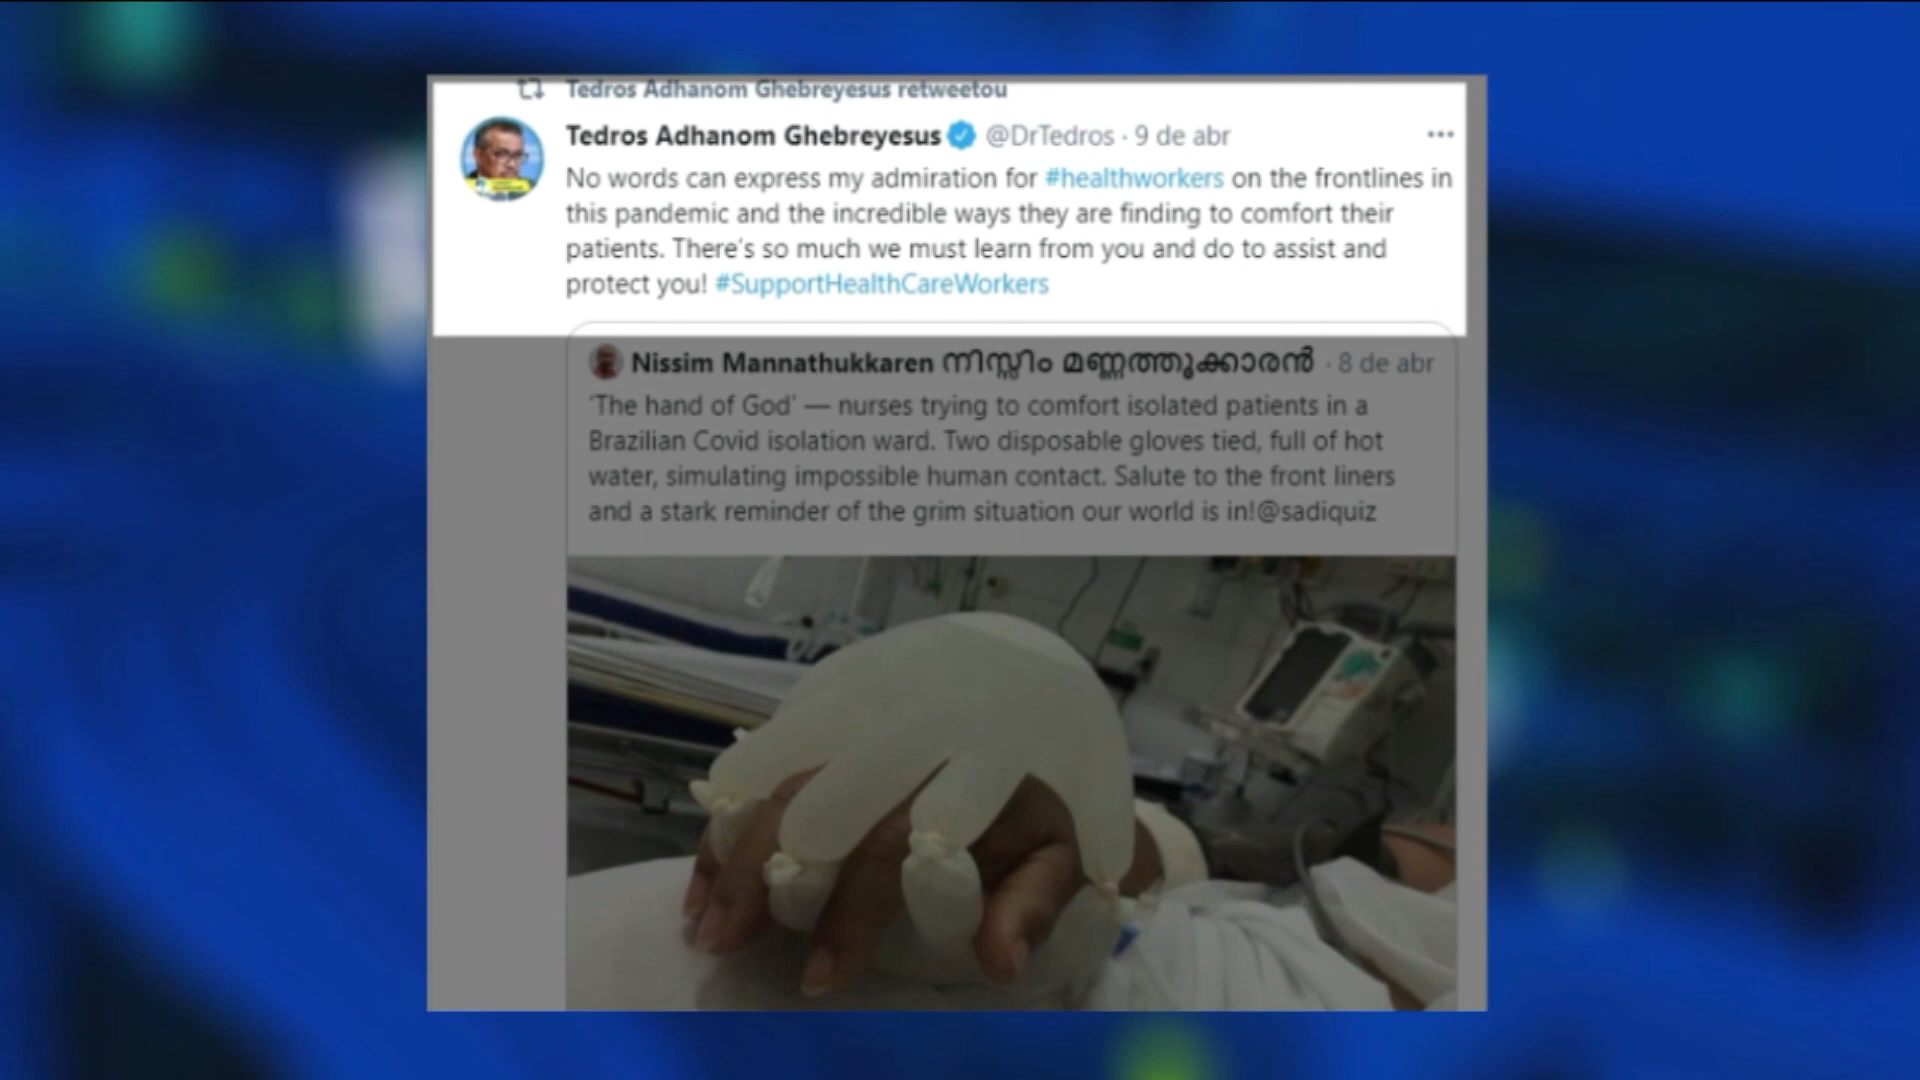 Tedros Adhanom Ghebreyesus retweetou
Tedros Adhanom Ghebreyesus @DrTedros · 9 de abr
No words can express my admiration for #healthworkers on the frontlines in
this pandemic and the incredible ways they are finding to comfort their
patients. There's so much we must learn from you and do to assist and
protect you! #SupportHealthCareWorkers
Nissim Mannathukkaren നിസ്സിം മണ്ണത്തൂക്കാരൻ · 8 de abr
'The hand of God' — nurses trying to comfort isolated patients in a
Brazilian Covid isolation ward. Two disposable gloves tied, full of hot
water, simulating impossible human contact. Salute to the front liners
and a stark reminder of the grim situation our world is in!@sadiquiz